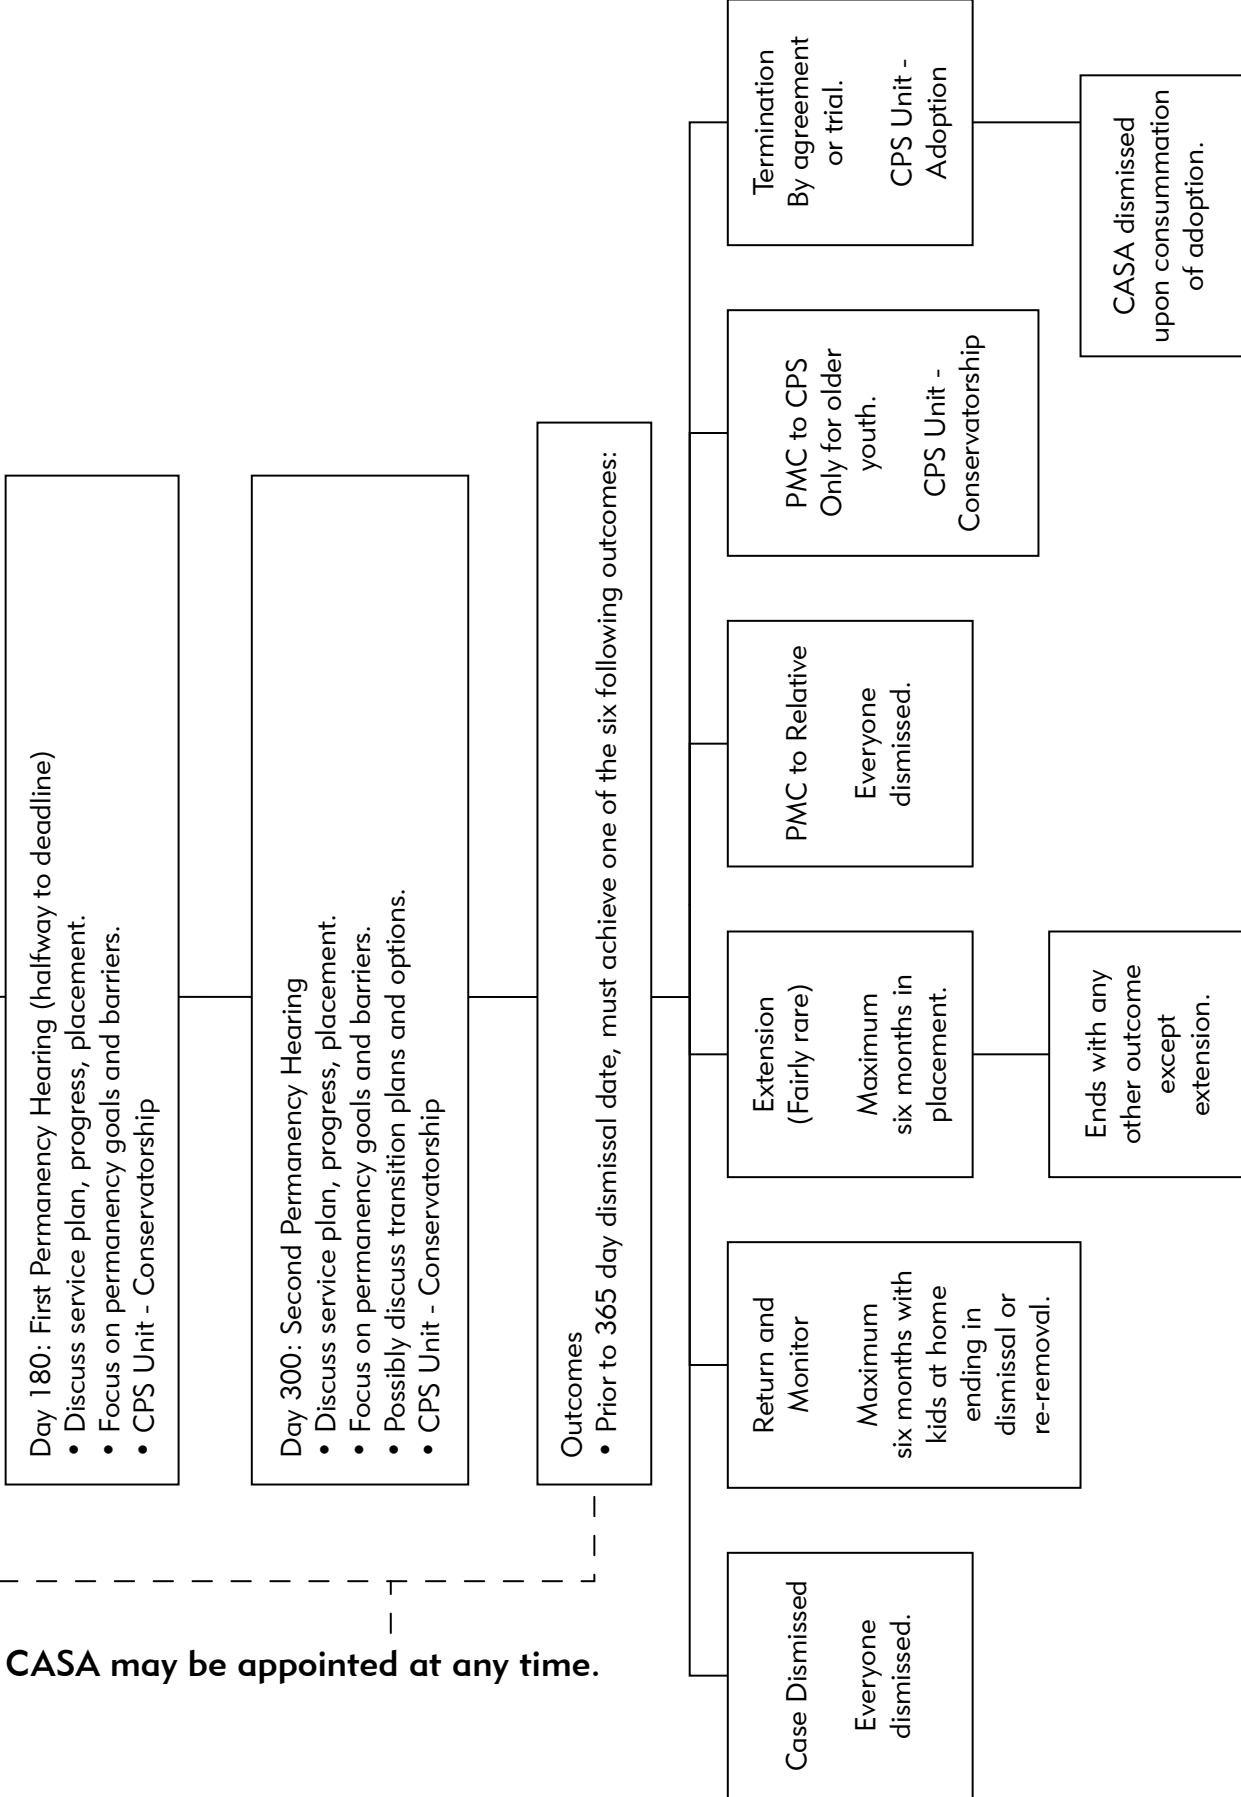 Day 180: First Permanency Hearing (halfway to deadline)
• Discuss service plan, progress, placement.
• Focus on permanency goals and barriers.
• CPS Unit - Conservatorship
Day 300: Second Permanency Hearing
• Discuss service plan, progress, placement.
• Focus on permanency goals and barriers.
• Possibly discuss transition plans and options.
• CPS Unit - Conservatorship
CASA may be appointed at any time.
Outcomes
• Prior to 365 day dismissal date, must achieve one of the six following outcomes:
Case Dismissed
Everyone
dismissed.
Return and
Monitor
Maximum
six months with
kids at home
ending in
dismissal or
re-removal.
Extension
(Fairly rare)
Maximum
six months in
placement.
Ends with any
other outcome
except
extension.
PMC to Relative
Everyone
dismissed.
PMC to CPS
Only for older
youth.
CPS Unit -
Conservatorship
Termination
By agreement
or trial.
CPS Unit -
Adoption
CASA dismissed
upon consummation
of adoption.